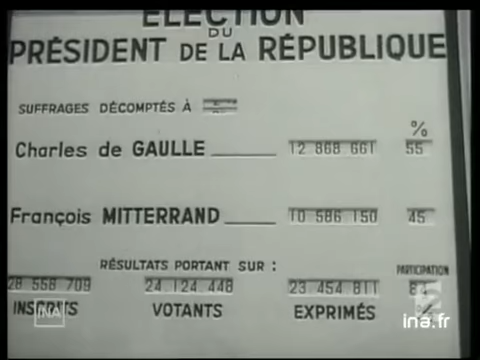 ÉLECTION
DU
PRÉSIDENT DE LA RÉPUBLIQUE
SUFFRAGES DÉCOMPTÉS À
%
Charles de GAULLE 12 868 661 55
François MITTERRAND 10 586 150 45
RÉSULTATS PORTANT SUR :
PARTICIPATION
28 558 709 24 124 448 23 454 811
INSCRITS VOTANTS EXPRIMÉS %
INA
ina.fr